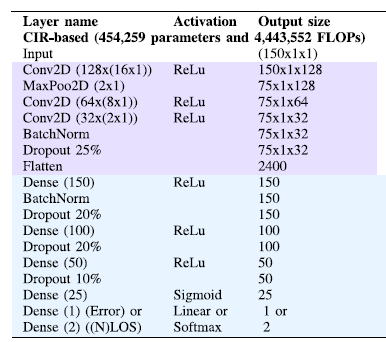 Layer name Activation Output size
CIR-based (454,259 parameters and 4,443,552 FLOPs)
Input (150x1x1)
Conv2D (128x(16x1)) ReLu 150x1x128
MaxPoo2D (2x1) 75x1x128
Conv2D (64x(8x1)) ReLu 75x1x64
Conv2D (32x(2x1)) ReLu 75x1x32
BatchNorm 75x1x32
Dropout 25% 75x1x32
Flatten 2400
Dense (150) ReLu 150
BatchNorm 150
Dropout 20% 150
Dense (100) ReLu 100
Dropout 20% 100
Dense (50) ReLu 50
Dropout 10% 50
Dense (25) Sigmoid 25
Dense (1) (Error) or Linear or 1 or
Dense (2) ((N)LOS) Softmax 2